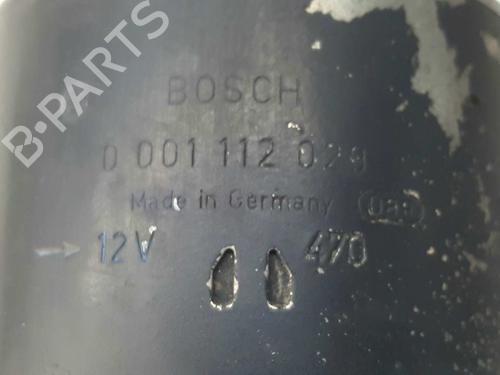 B-PARTS
BOSCH
0 001 112 029
Made in Germany
12V 470